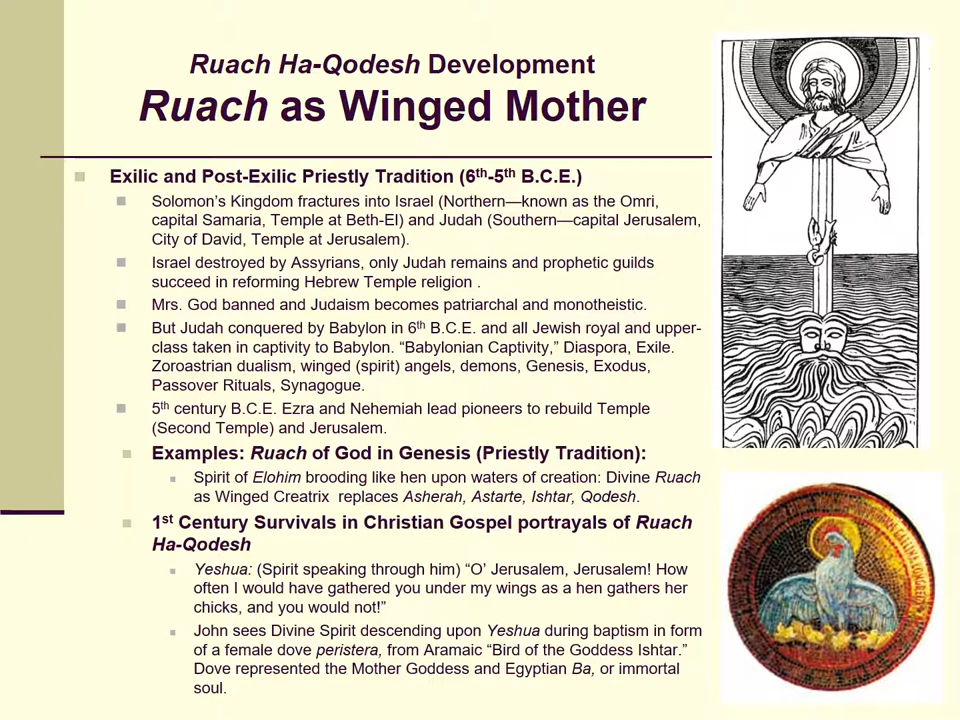 Ruach Ha-Qodesh Development
Ruach as Winged Mother
Exilic and Post-Exilic Priestly Tradition (6th-5th B.C.E.)
Solomon’s Kingdom fractures into Israel (Northern—known as the Omri,
capital Samaria, Temple at Beth-El) and Judah (Southern—capital Jerusalem,
City of David, Temple at Jerusalem).
Israel destroyed by Assyrians, only Judah remains and prophetic guilds
succeed in reforming Hebrew Temple religion .
Mrs. God banned and Judaism becomes patriarchal and monotheistic.
But Judah conquered by Babylon in 6th B.C.E. and all Jewish royal and upper-
class taken in captivity to Babylon. “Babylonian Captivity,” Diaspora, Exile.
Zoroastrian dualism, winged (spirit) angels, demons, Genesis, Exodus,
Passover Rituals, Synagogue.
5th century B.C.E. Ezra and Nehemiah lead pioneers to rebuild Temple
(Second Temple) and Jerusalem.
Examples: Ruach of God in Genesis (Priestly Tradition):
Spirit of Elohim brooding like hen upon waters of creation: Divine Ruach
as Winged Creatrix replaces Asherah, Astarte, Ishtar, Qodesh.
1st Century Survivals in Christian Gospel portrayals of Ruach
Ha-Qodesh
Yeshua: (Spirit speaking through him) “O’ Jerusalem, Jerusalem! How
often I would have gathered you under my wings as a hen gathers her
chicks, and you would not!”
John sees Divine Spirit descending upon Yeshua during baptism in form
of a female dove peristera, from Aramaic “Bird of the Goddess Ishtar.”
Dove represented the Mother Goddess and Egyptian Ba, or immortal
soul.